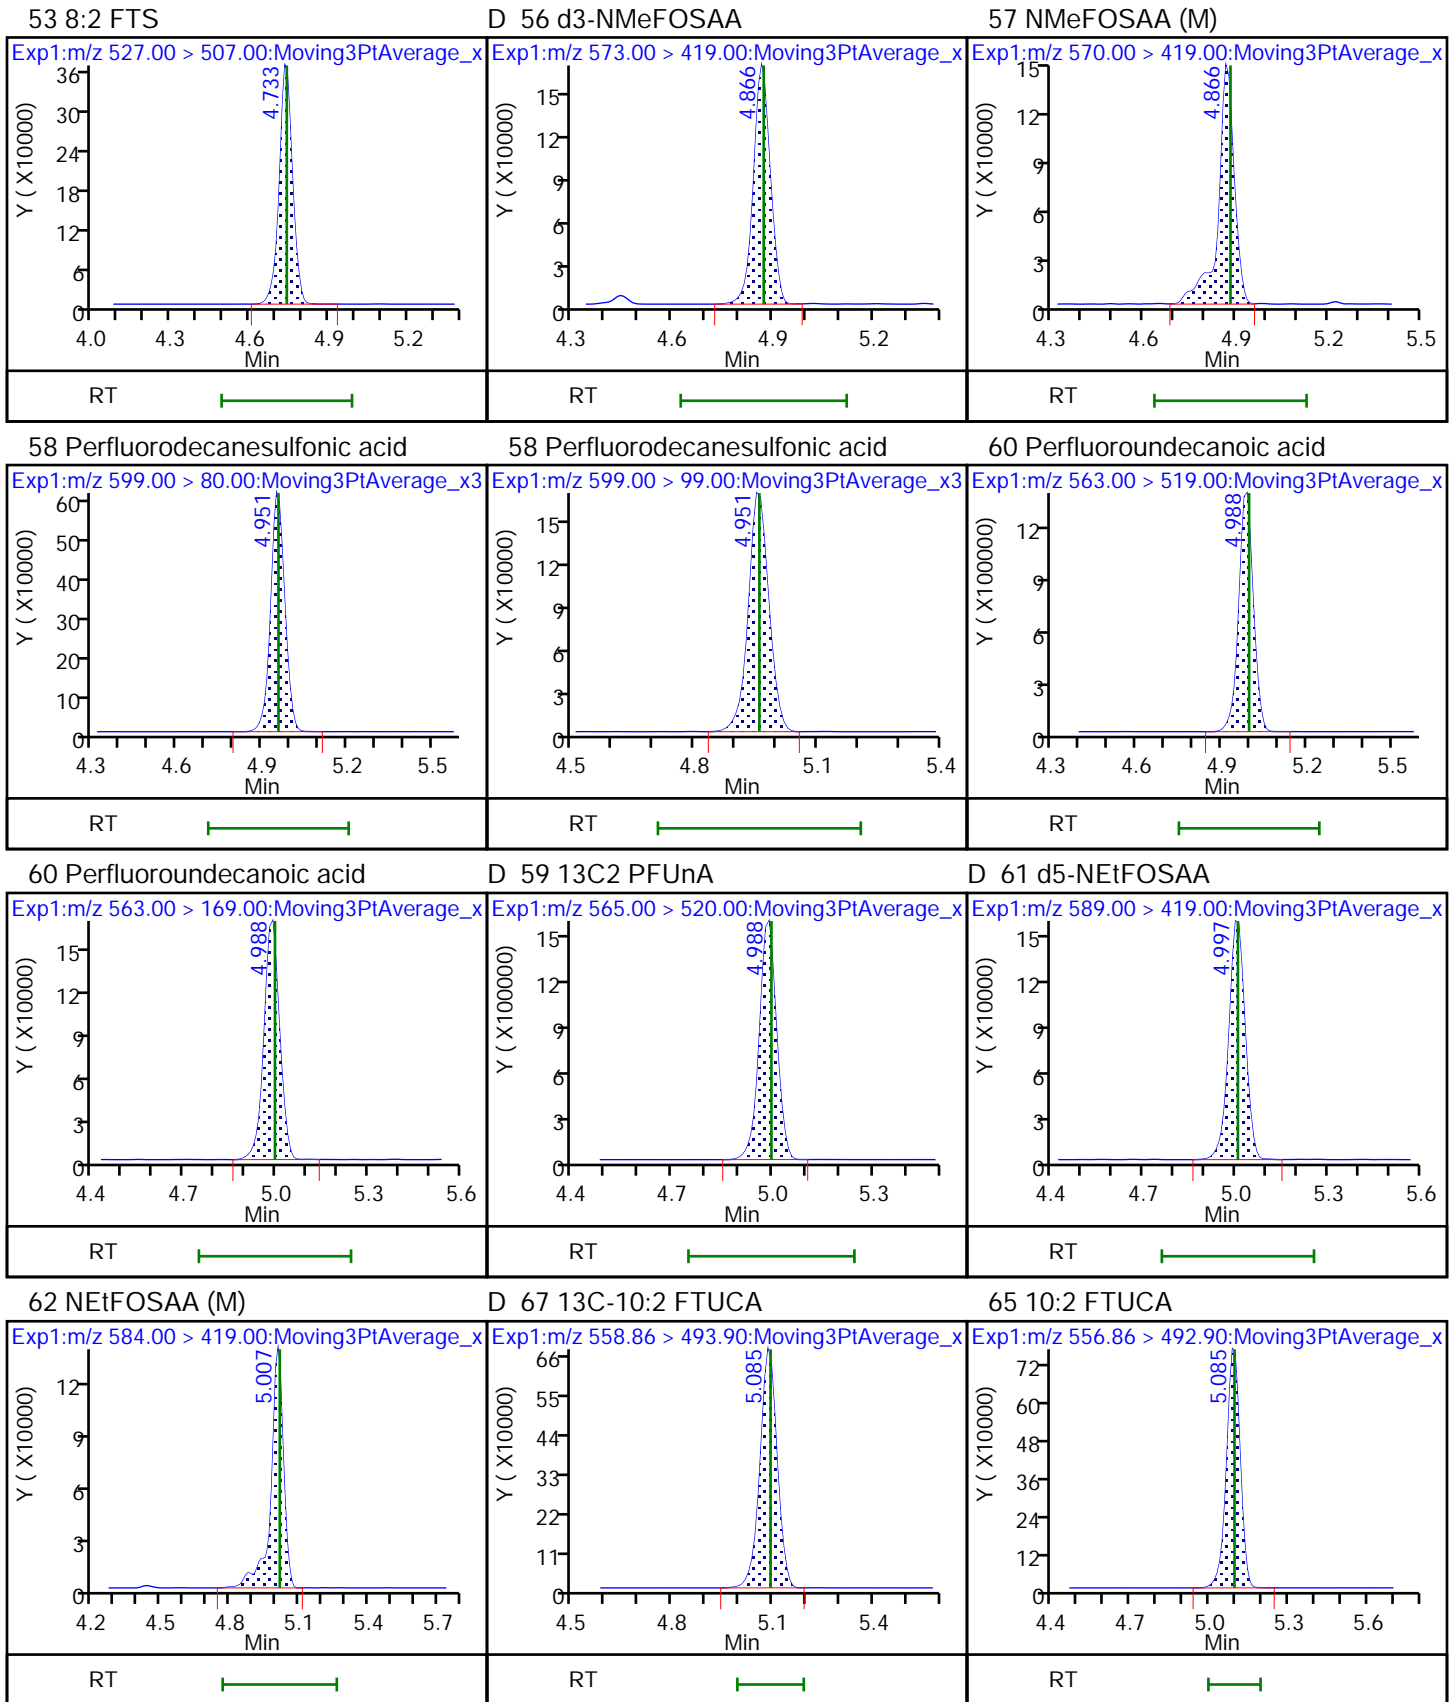 53 8:2 FTS
Exp1:m/z 527.00 > 507.00:Moving3PtAverage_x
Y ( X10000)
36
30
24
18
12
6
0
4.733
4.0 4.3 4.6 4.9 5.2
Min
RT
D 56 d3-NMeFOSAA
Exp1:m/z 573.00 > 419.00:Moving3PtAverage_x
Y ( X10000)
15
12
9
6
3
0
4.866
4.3 4.6 4.9 5.2
Min
RT
57 NMeFOSAA (M)
Exp1:m/z 570.00 > 419.00:Moving3PtAverage_x
Y ( X10000)
15
12
9
6
3
0
4.866
4.3 4.6 4.9 5.2 5.5
Min
RT
58 Perfluorodecanesulfonic acid
Exp1:m/z 599.00 > 80.00:Moving3PtAverage_x3
Y ( X10000)
60
50
40
30
20
10
0
4.951
4.3 4.6 4.9 5.2 5.5
Min
RT
58 Perfluorodecanesulfonic acid
Exp1:m/z 599.00 > 99.00:Moving3PtAverage_x3
Y ( X10000)
15
12
9
6
3
0
4.951
4.5 4.8 5.1 5.4
Min
RT
60 Perfluoroundecanoic acid
Exp1:m/z 563.00 > 519.00:Moving3PtAverage_x
Y ( X100000)
12
9
6
3
0
4.988
4.3 4.6 4.9 5.2 5.5
Min
RT
60 Perfluoroundecanoic acid
Exp1:m/z 563.00 > 169.00:Moving3PtAverage_x
Y ( X10000)
15
12
9
6
3
0
4.988
4.4 4.7 5.0 5.3 5.6
Min
RT
D 59 13C2 PFUnA
Exp1:m/z 565.00 > 520.00:Moving3PtAverage_x
Y ( X100000)
15
12
9
6
3
0
4.988
4.4 4.7 5.0 5.3
Min
RT
D 61 d5-NEtFOSAA
Exp1:m/z 589.00 > 419.00:Moving3PtAverage_x
Y ( X10000)
15
12
9
6
3
0
4.997
4.4 4.7 5.0 5.3 5.6
Min
RT
62 NEtFOSAA (M)
Exp1:m/z 584.00 > 419.00:Moving3PtAverage_x
Y ( X10000)
12
9
6
3
0
5.007
4.2 4.5 4.8 5.1 5.4 5.7
Min
RT
D 67 13C-10:2 FTUCA
Exp1:m/z 558.86 > 493.90:Moving3PtAverage_x
Y ( X10000)
66
55
44
33
22
11
0
5.085
4.5 4.8 5.1 5.4
Min
RT
65 10:2 FTUCA
Exp1:m/z 556.86 > 492.90:Moving3PtAverage_x
Y ( X10000)
72
60
48
36
24
12
0
5.085
4.4 4.7 5.0 5.3 5.6
Min
RT